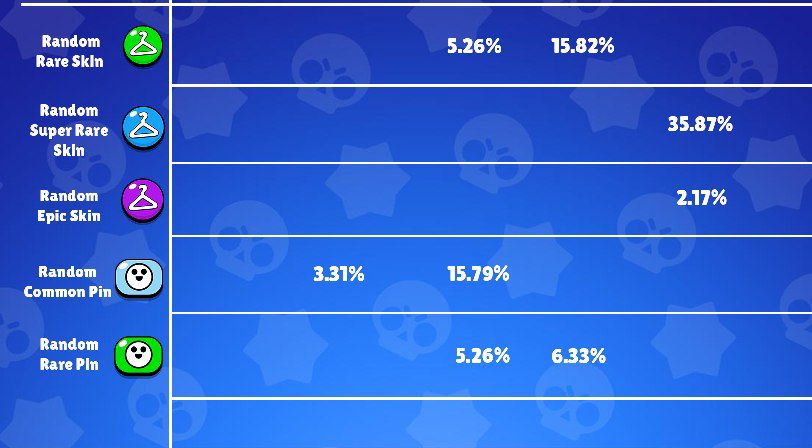 Random
Rare Skin
5.26% 15.82%
Random
Super Rare
Skin
35.87%
Random
Epic Skin
2.17%
Random
Common Pin
3.31% 15.79%
Random
Rare Pin
5.26% 6.33%